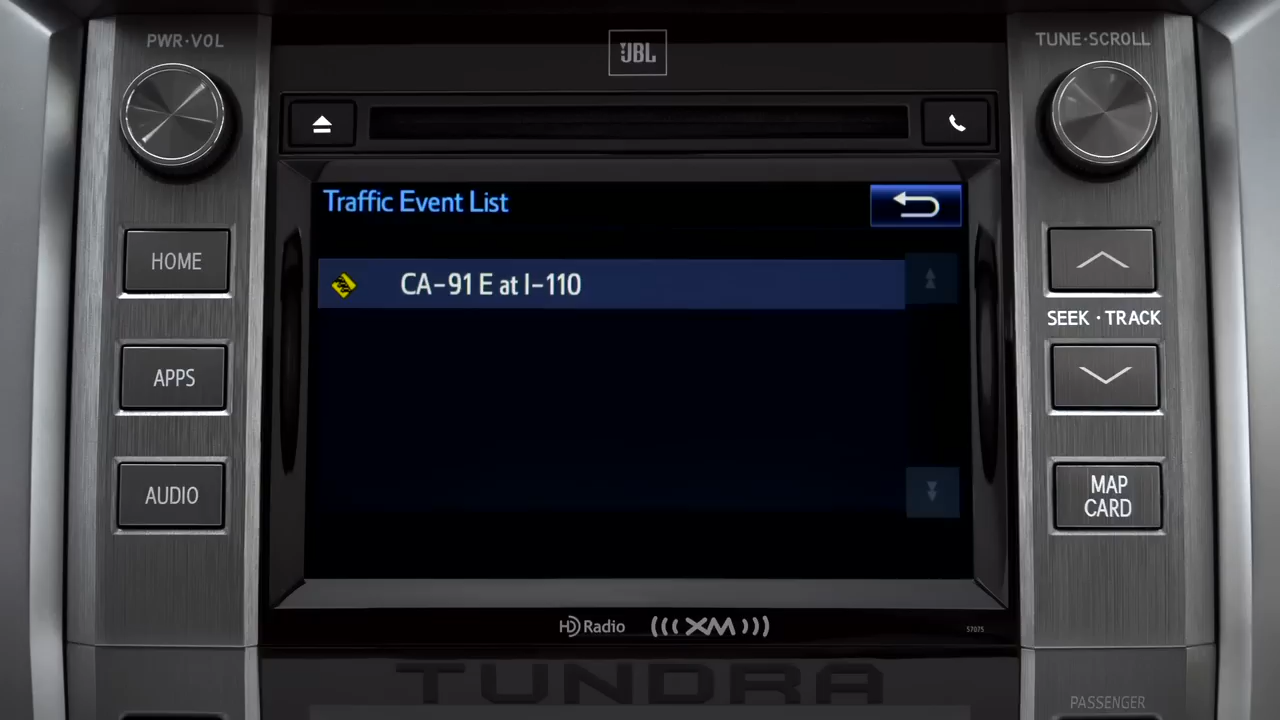 PWR·VOL
JBL
TUNE·SCROLL
Traffic Event List
HOME
CA-91 E at I-110
SEEK · TRACK
APPS
AUDIO
MAP
CARD
HD Radio
XM
57075
TUNDRA
PASSENGER